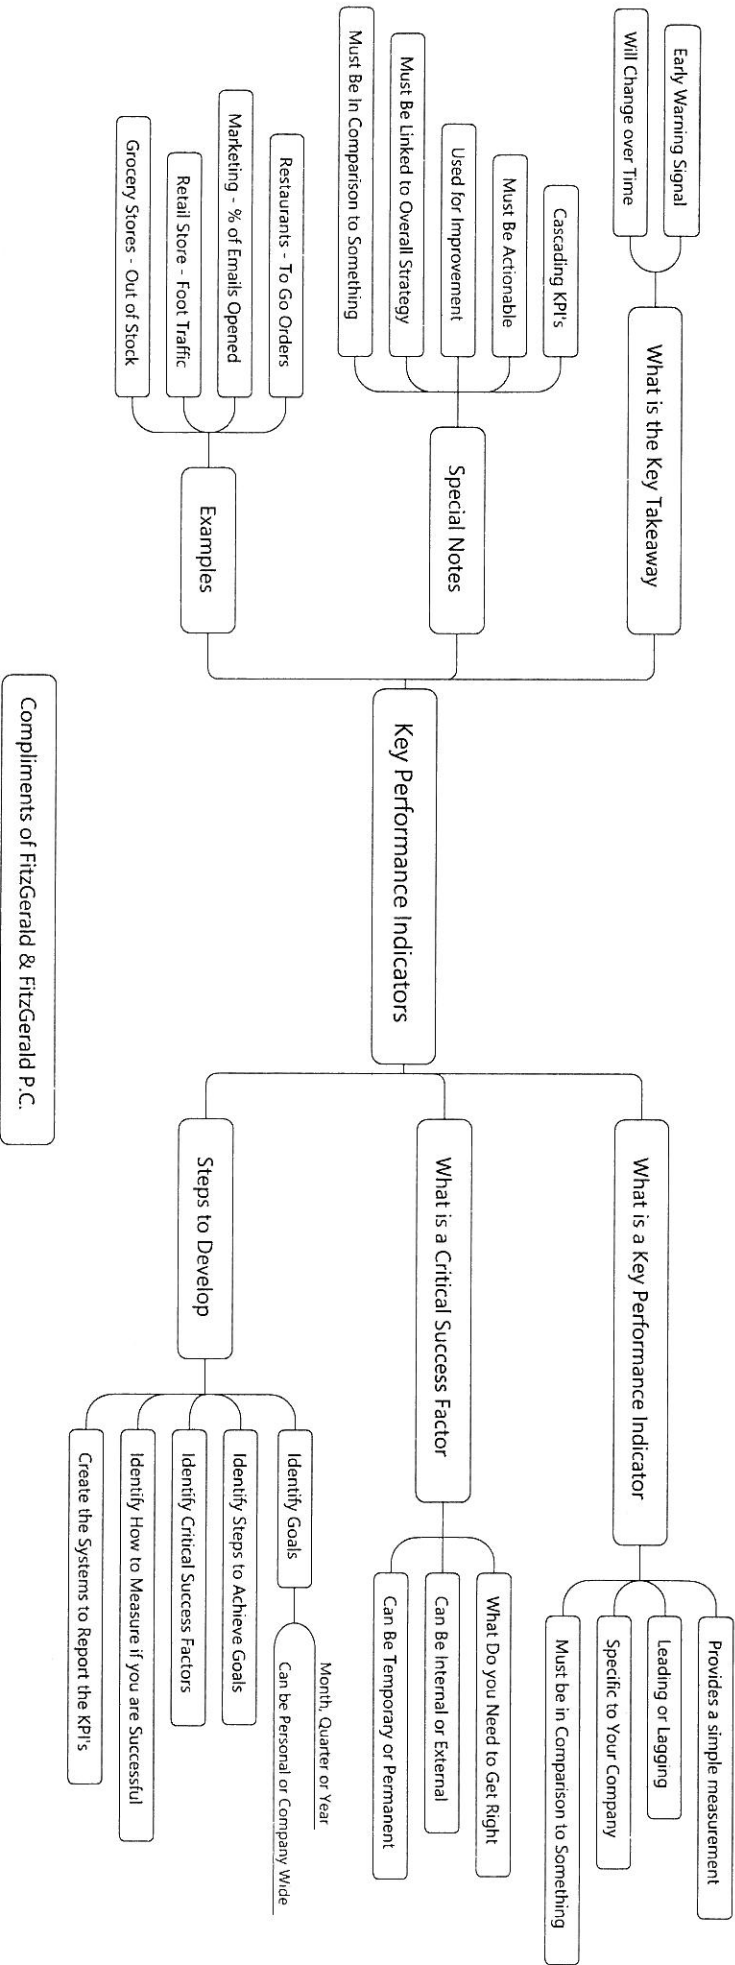 Key Performance Indicators
What is a Key Performance Indicator
Provides a simple measurement
Leading or Lagging
Specific to Your Company
Must be in Comparison to Something
What is a Critical Success Factor
What Do you Need to Get Right
Can Be Internal or External
Can Be Temporary or Permanent
Steps to Develop
Identify Goals
Month, Quarter or Year
Can be Personal or Company Wide
Identify Steps to Achieve Goals
Identify Critical Success Factors
Identify How to Measure if you are Successful
Create the Systems to Report the KPI's
What is the Key Takeaway
Early Warning Signal
Will Change over Time
Special Notes
Cascading KPI's
Must Be Actionable
Used for Improvement
Must Be Linked to Overall Strategy
Must Be In Comparison to Something
Examples
Restaurants - To Go Orders
Marketing - % of Emails Opened
Retail Store - Foot Traffic
Grocery Stores - Out of Stock
Compliments of FitzGerald & FitzGerald P.C.